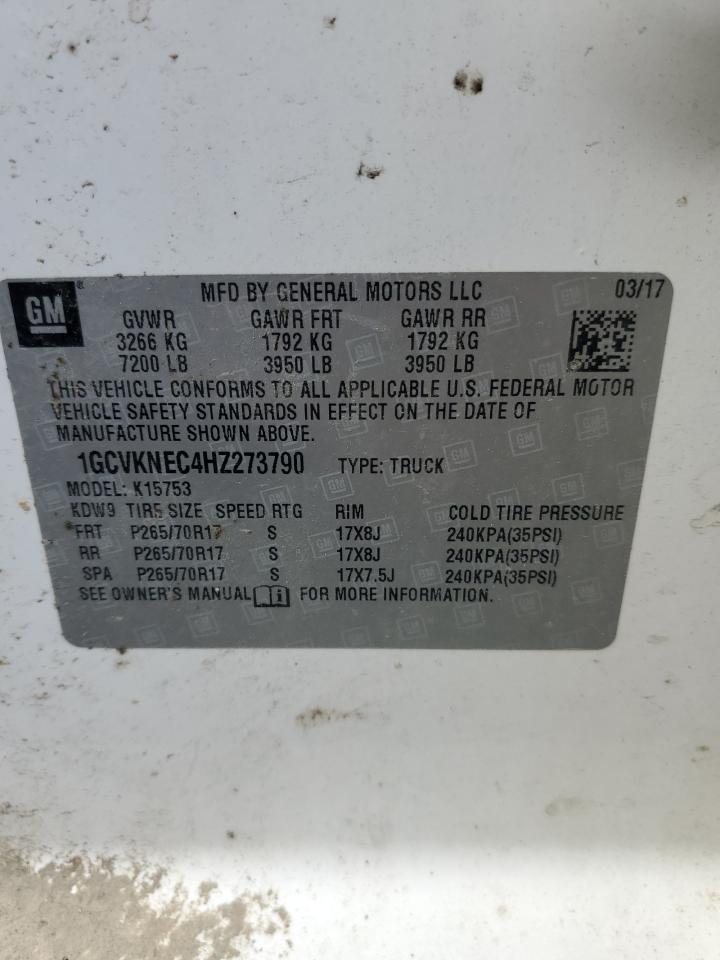 GM ® MFD BY GENERAL MOTORS LLC 03/17
GVWR GAWR FRT GAWR RR
3266 KG 1792 KG 1792 KG
7200 LB 3950 LB 3950 LB
THIS VEHICLE CONFORMS TO ALL APPLICABLE U.S. FEDERAL MOTOR
VEHICLE SAFETY STANDARDS IN EFFECT ON THE DATE OF
MANUFACTURE SHOWN ABOVE.
1GCVKNEC4HZ273790 TYPE: TRUCK
MODEL: K15753
KDW9 TIRE SIZE SPEED RTG RIM COLD TIRE PRESSURE
FRT P265/70R17 S 17X8J 240KPA(35PSI)
RR P265/70R17 S 17X8J 240KPA(35PSI)
SPA P265/70R17 S 17X7.5J 240KPA(35PSI)
SEE OWNER'S MANUAL i FOR MORE INFORMATION.